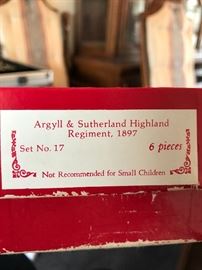 Argyll & Sutherland Highland
Regiment, 1897
Set No. 17 6 pieces
Not Recommended for Small Children